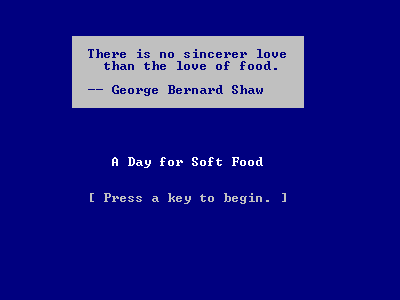 There is no sincerer love
than the love of food.
-- George Bernard Shaw
A Day for Soft Food
[ Press a key to begin. ]